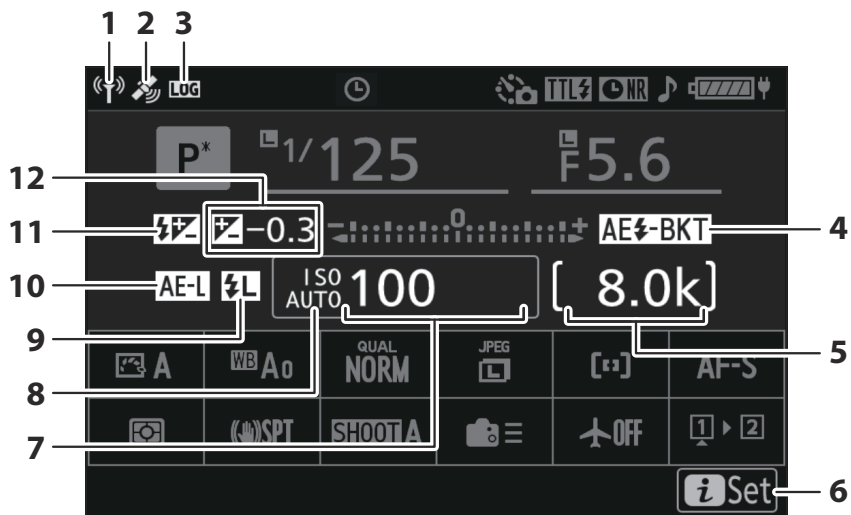 1 2 3
LOG TTL NR
P* L 1/125 L F5.6
12
11 −0.3 − 0 + AE-BKT 4
10 AE-L L ISO AUTO 100 [8.0k]
9 5
8 A WB A0 QUAL NORM JPEG L [ ] AF-S
7 SPT SHOOT A OFF 1 2
i Set 6